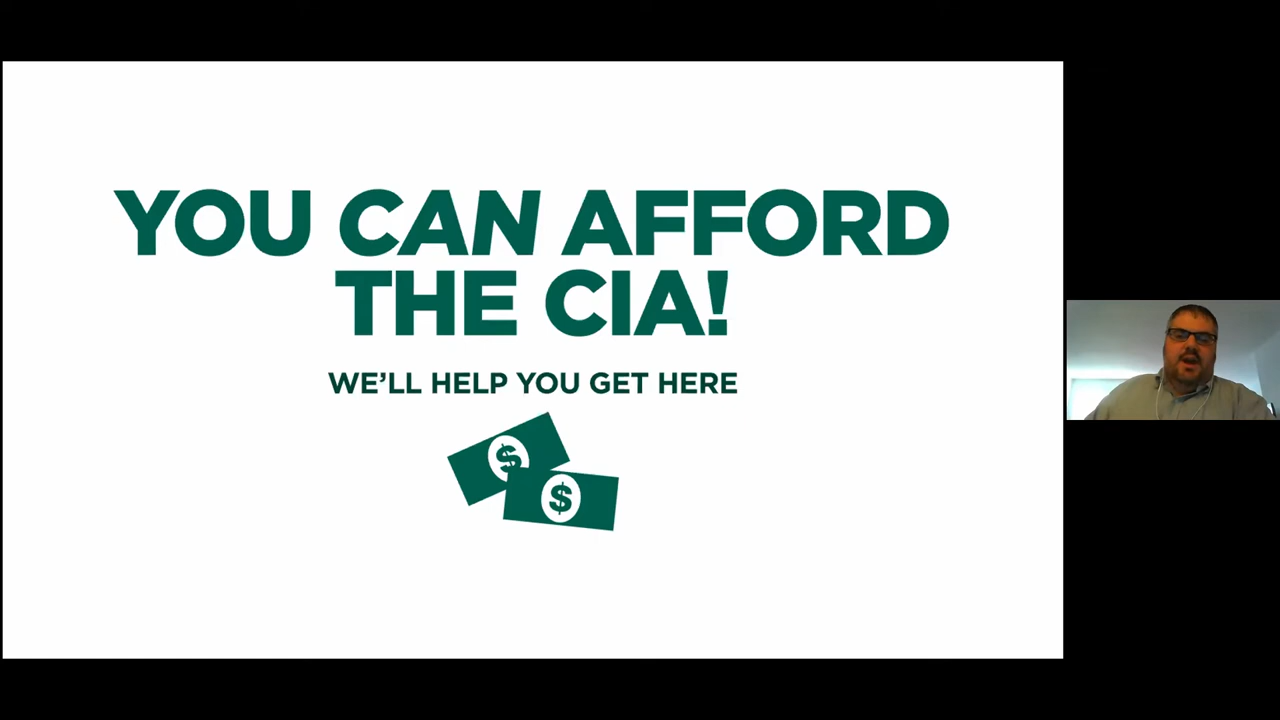 YOU CAN AFFORD
THE CIA!
WE'LL HELP YOU GET HERE
$
$